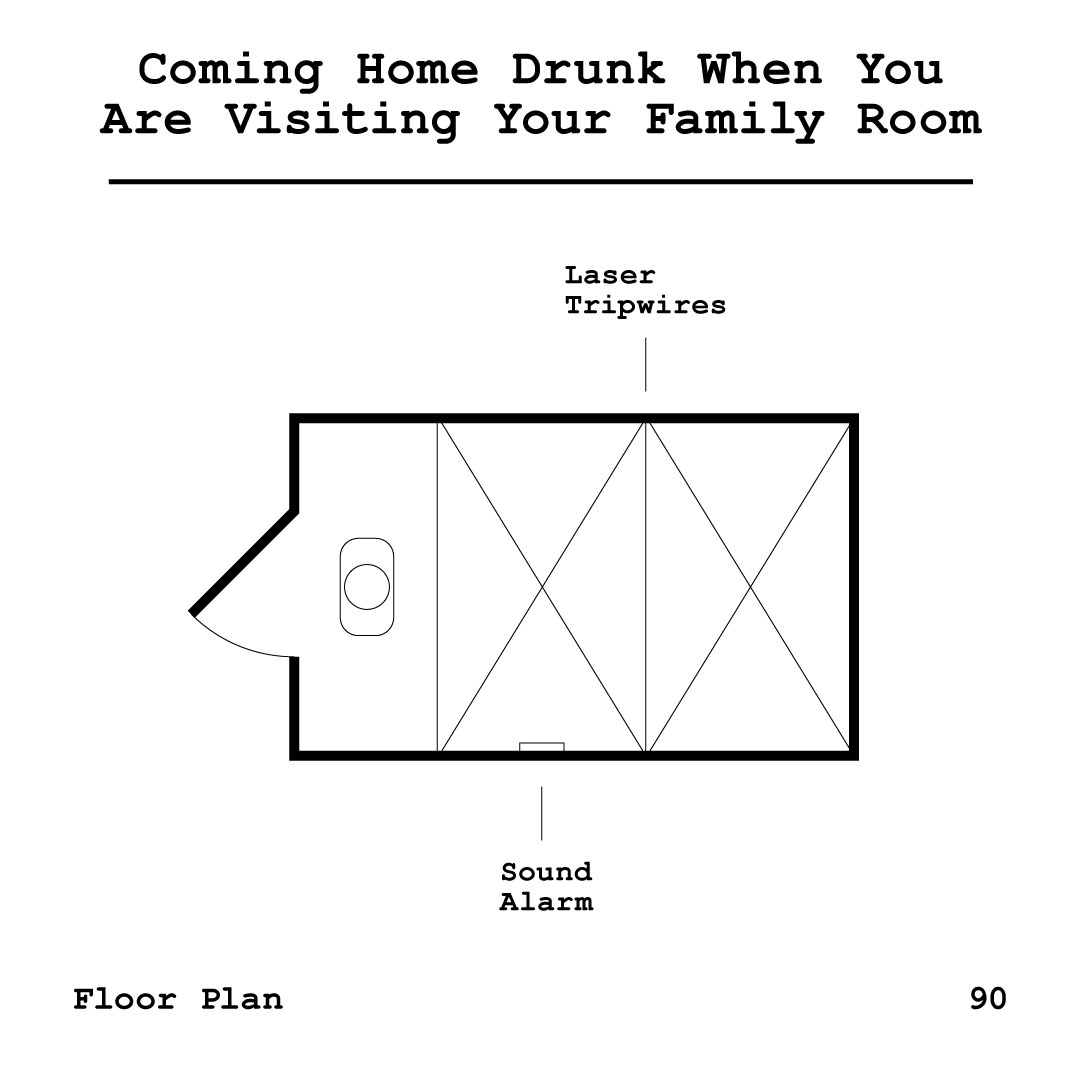 Coming Home Drunk When You
Are Visiting Your Family Room
Laser
Tripwires
Sound
Alarm
Floor Plan
90